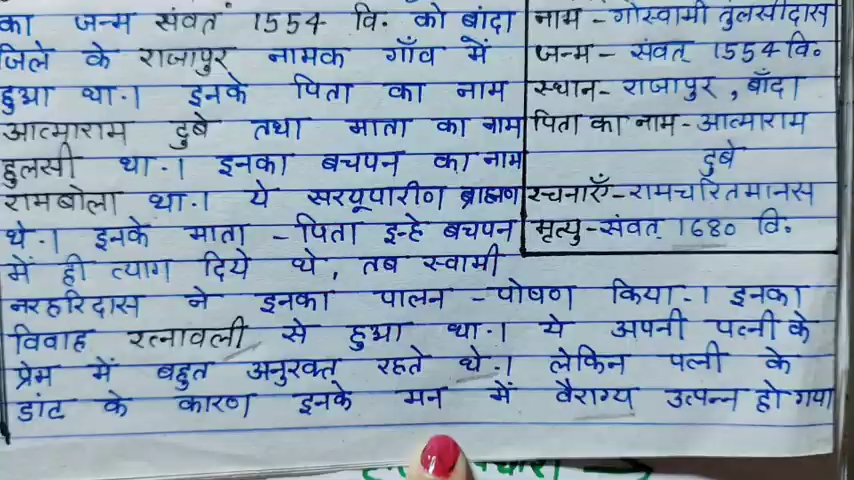 का जन्म संवत 1554 वि. को बांदा
जिले के राजापुर नामक गाँव में
हुआ था.। इनके पिता का नाम
आत्माराम दुबे तथा माता का नाम
हुलसी था.। इनका बचपन का नाम
रामबोला था.। ये सरयूपारीण ब्राह्मण
थे.। इनके माता - पिता इन्हे बचपन
में ही त्याग दिये थे, तब स्वामी
नरहरिदास ने इनका पालन - पोषण किया.। इनका
विवाह रत्नावली से हुआ था.। ये अपनी पत्नी के
प्रेम में बहुत अनुरक्त रहते थे.। लेकिन पत्नी के
डांट के कारण इनके मन में वैराग्य उत्पन्न हो गया
नाम - गोस्वामी तुलसीदास
जन्म - संवत् 1554 वि०
स्थान - राजापुर, बाँदा
पिता का नाम - आत्माराम
दुबे
रचनाएँ - रामचरितमानस
मृत्यु - संवत् 1680 वि०